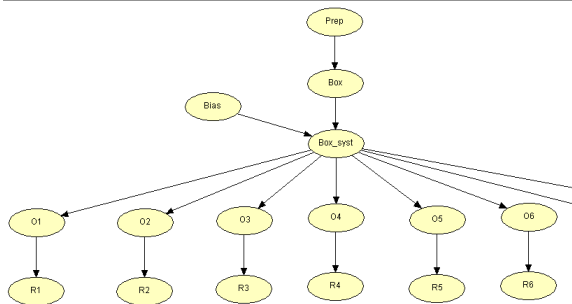 Prep
Box
Bias
Box_syst
O1 O2 O3 O4 O5 O6
R1 R2 R3 R4 R5 R6